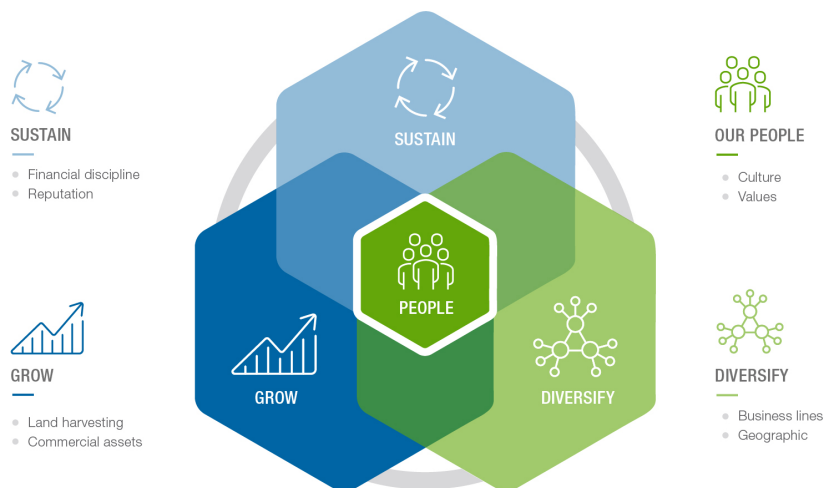 SUSTAIN
Financial discipline
Reputation
GROW
Land harvesting
Commercial assets
SUSTAIN
PEOPLE
GROW
DIVERSIFY
OUR PEOPLE
Culture
Values
DIVERSIFY
Business lines
Geographic